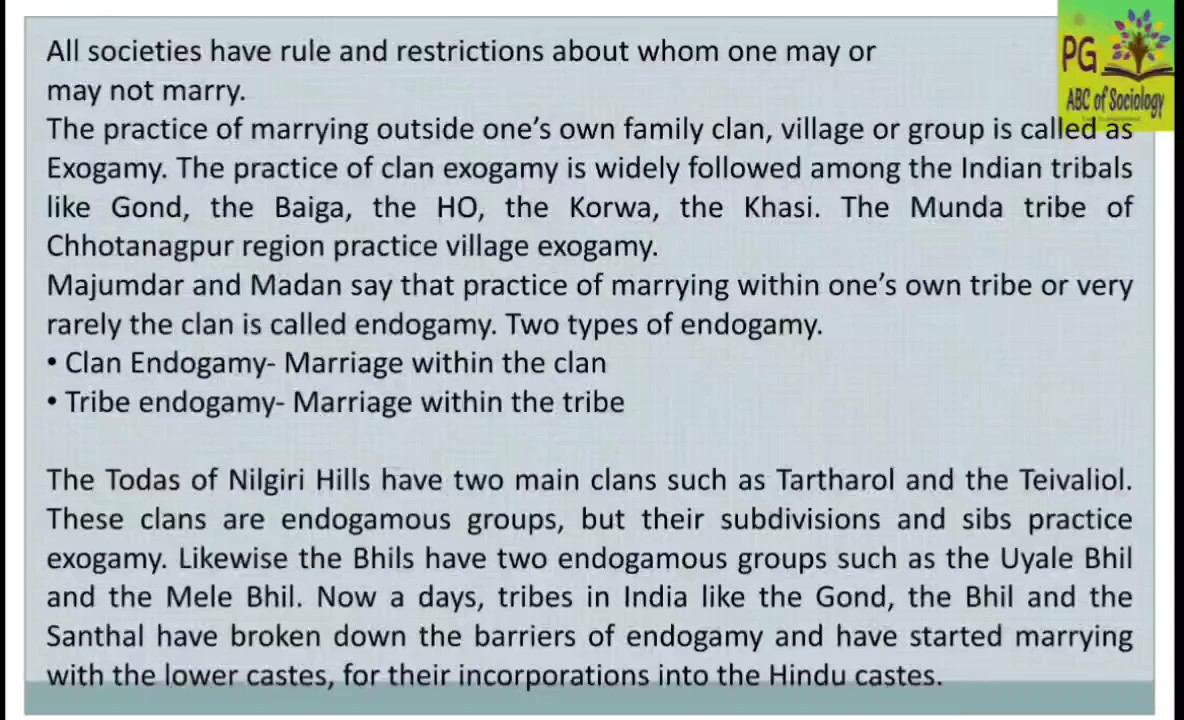 All societies have rule and restrictions about whom one may or
may not marry.
The practice of marrying outside one's own family clan, village or group is called as
Exogamy. The practice of clan exogamy is widely followed among the Indian tribals
like Gond, the Baiga, the HO, the Korwa, the Khasi. The Munda tribe of
Chhotanagpur region practice village exogamy.
Majumdar and Madan say that practice of marrying within one's own tribe or very
rarely the clan is called endogamy. Two types of endogamy.
• Clan Endogamy- Marriage within the clan
• Tribe endogamy- Marriage within the tribe
The Todas of Nilgiri Hills have two main clans such as Tartharol and the Teivaliol.
These clans are endogamous groups, but their subdivisions and sibs practice
exogamy. Likewise the Bhils have two endogamous groups such as the Uyale Bhil
and the Mele Bhil. Now a days, tribes in India like the Gond, the Bhil and the
Santhal have broken down the barriers of endogamy and have started marrying
with the lower castes, for their incorporations into the Hindu castes.
PG
ABC of Sociology